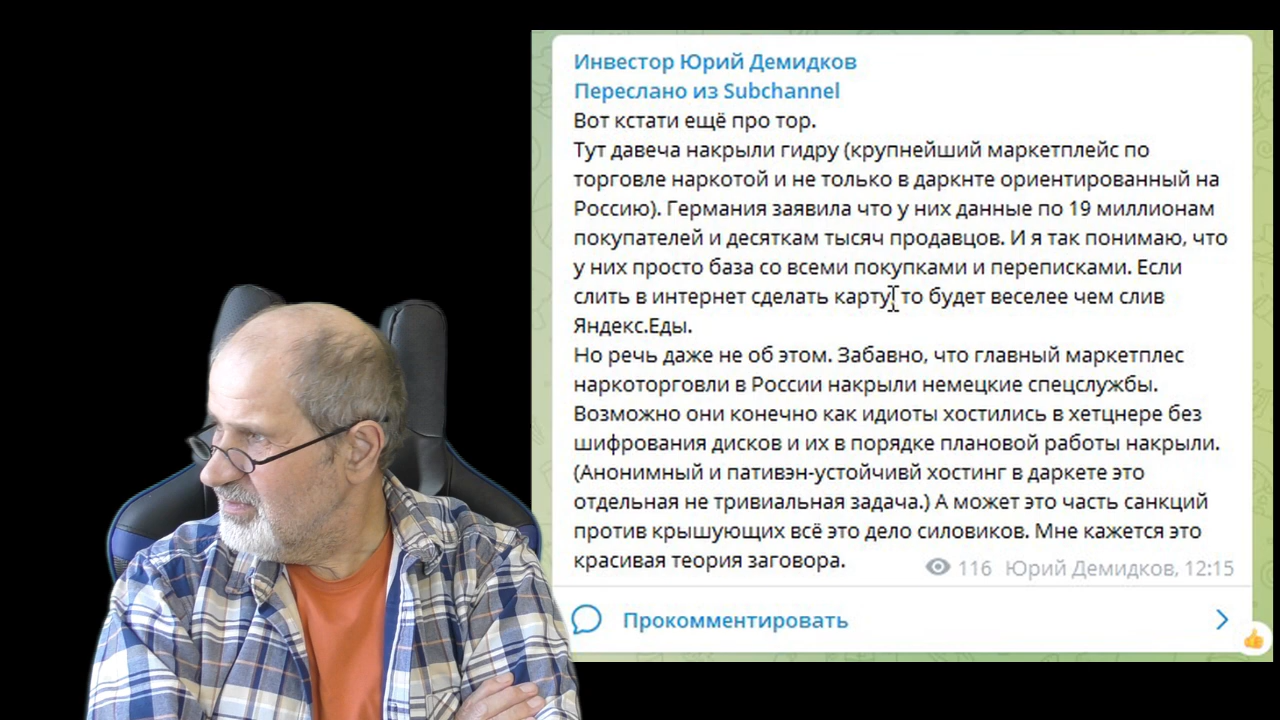 Инвестор Юрий Демидков
Переслано из Subchannel
Вот кстати ещё про тор.
Тут давеча накрыли гидру (крупнейший маркетплейс по
торговле наркотой и не только в даркнте ориентированный на
Россию). Германия заявила что у них данные по 19 миллионам
покупателей и десяткам тысяч продавцов. И я так понимаю, что
у них просто база со всеми покупками и переписками. Если
слить в интернет сделать карту, то будет веселее чем слив
Яндекс.Еды.
Но речь даже не об этом. Забавно, что главный маркетплес
наркоторговли в России накрыли немецкие спецслужбы.
Возможно они конечно как идиоты хостились в хетцнере без
шифрования дисков и их в порядке плановой работы накрыли.
(Анонимный и пативэн-устойчивй хостинг в даркете это
отдельная не тривиальная задача.) А может это часть санкций
против крышующих всё это дело силовиков. Мне кажется это
красивая теория заговора.
116 Юрий Демидков, 12:15
Прокомментировать